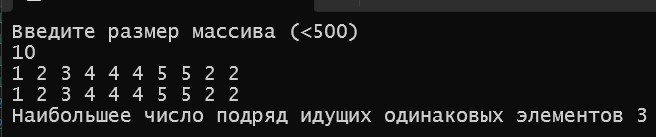 Введите размер массива (<500)
10
1 2 3 4 4 4 5 5 2 2
1 2 3 4 4 4 5 5 2 2
Наибольшее число подряд идущих одинаковых элементов 3